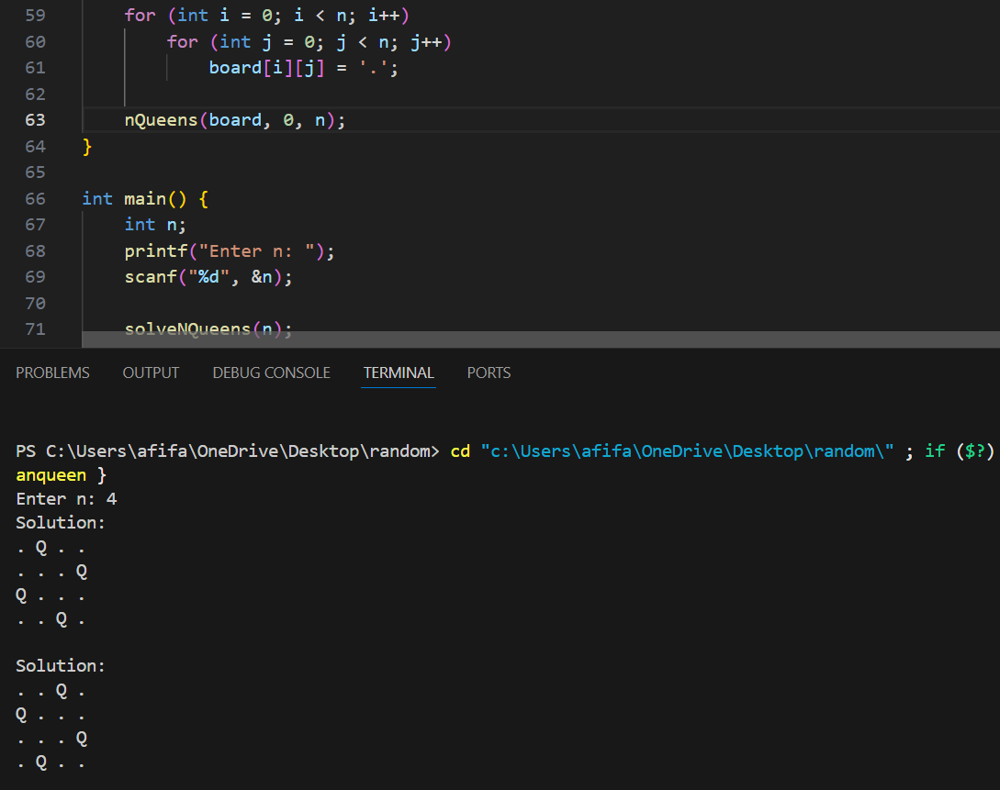 59 for (int i = 0; i < n; i++)
60 for (int j = 0; j < n; j++)
61 board[i][j] = '.';
62
63 nQueens(board, 0, n);
64 }
65
66 int main() {
67 int n;
68 printf("Enter n: ");
69 scanf("%d", &n);
70
71 solveNQueens(n);
PROBLEMS OUTPUT DEBUG CONSOLE TERMINAL PORTS
PS C:\Users\afifa\OneDrive\Desktop\random> cd "c:\Users\afifa\OneDrive\Desktop\random\" ; if ($?)
anqueen }
Enter n: 4
Solution:
. Q . .
. . . Q
Q . . .
. . Q .
Solution:
. . Q .
Q . . .
. . . Q
. Q . .